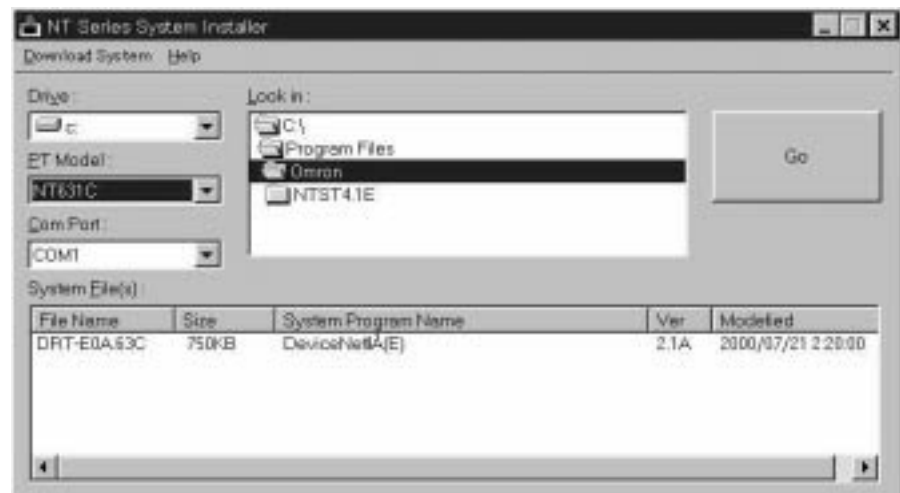 NT Series System Installer
Download System Help
Drive :
c:
PT Model :
NT631C
Com Port :
COM1
Look in :
C:\
Program Files
Omron
NTST4.1E
Go
System File(s) :
File Name Size System Program Name Ver Modefied
DRT-E0A.63C 750KB 2.1A 2000/07/21 2:20:00